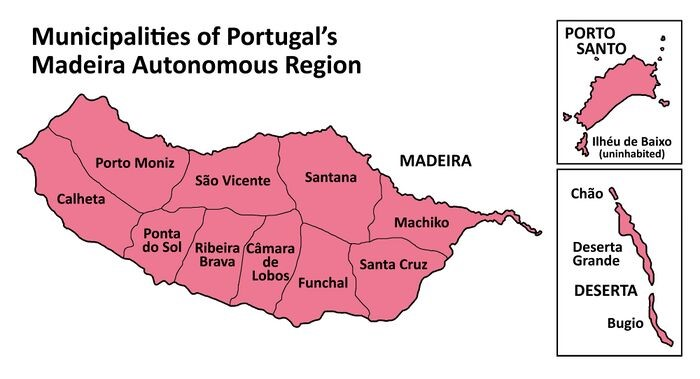 Municipalities of Portugal’s
Madeira Autonomous Region
PORTO
SANTO
Ilhéu de Baixo
(uninhabited)
MADEIRA
Porto Moniz
São Vicente
Santana
Calheta
Machiko
Ponta
do Sol
Ribeira
Brava
Câmara
de
Lobos
Funchal
Santa Cruz
Chão
Deserta
Grande
DESERTA
Bugio